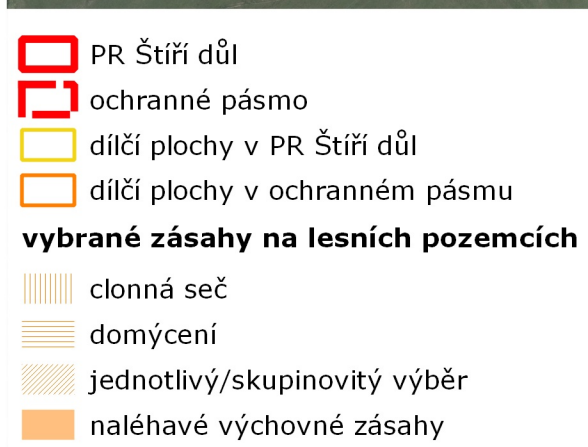 PR Štíří důl
ochranné pásmo
dílčí plochy v PR Štíří důl
dílčí plochy v ochranném pásmu
vybrané zásahy na lesních pozemcích
clonná seč
domýcení
jednotlivý/skupinovitý výběr
naléhavé výchovné zásahy